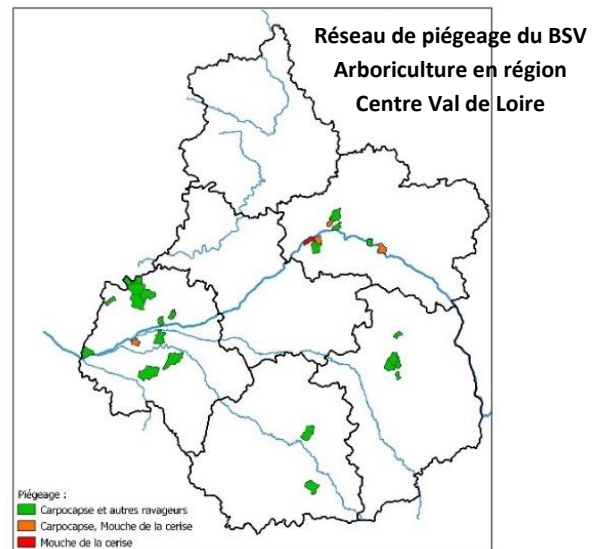 Réseau de piégeage du BSV
Arboriculture en région
Centre Val de Loire
Piégeage :
Carpocapse et autres ravageurs
Carpocapse, Mouche de la cerise
Mouche de la cerise